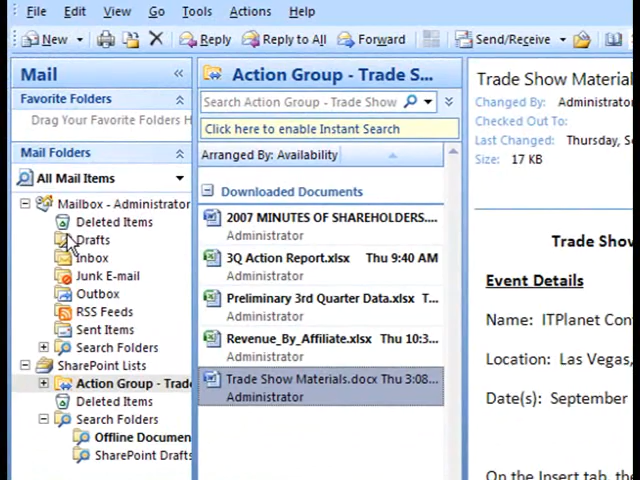 File Edit View Go Tools Actions Help
New Reply Reply to All Forward Send/Receive
Mail
Favorite Folders
Drag Your Favorite Folders H
Mail Folders
All Mail Items
Mailbox - Administrator
Deleted Items
Drafts
Inbox
Junk E-mail
Outbox
RSS Feeds
Sent Items
Search Folders
SharePoint Lists
Action Group - Trade
Deleted Items
Search Folders
Offline Documen
SharePoint Drafts
Action Group - Trade S...
Search Action Group - Trade Show
Click here to enable Instant Search
Arranged By: Availability
Downloaded Documents
2007 MINUTES OF SHAREHOLDERS....
Administrator
3Q Action Report.xlsx Thu 9:40 AM
Administrator
Preliminary 3rd Quarter Data.xlsx Thu 9:4...
Administrator
Revenue_By_Affiliate.xlsx Thu 10:3...
Administrator
Trade Show Materials.docx Thu 3:08...
Administrator
Trade Show Material
Changed By: Administrator
Checked Out To:
Last Changed: Thursday, Se
Size: 17 KB
Trade Show
Event Details
Name: ITPlanet Con
Location: Las Vegas,
Date(s): September
On the Insert tab, the